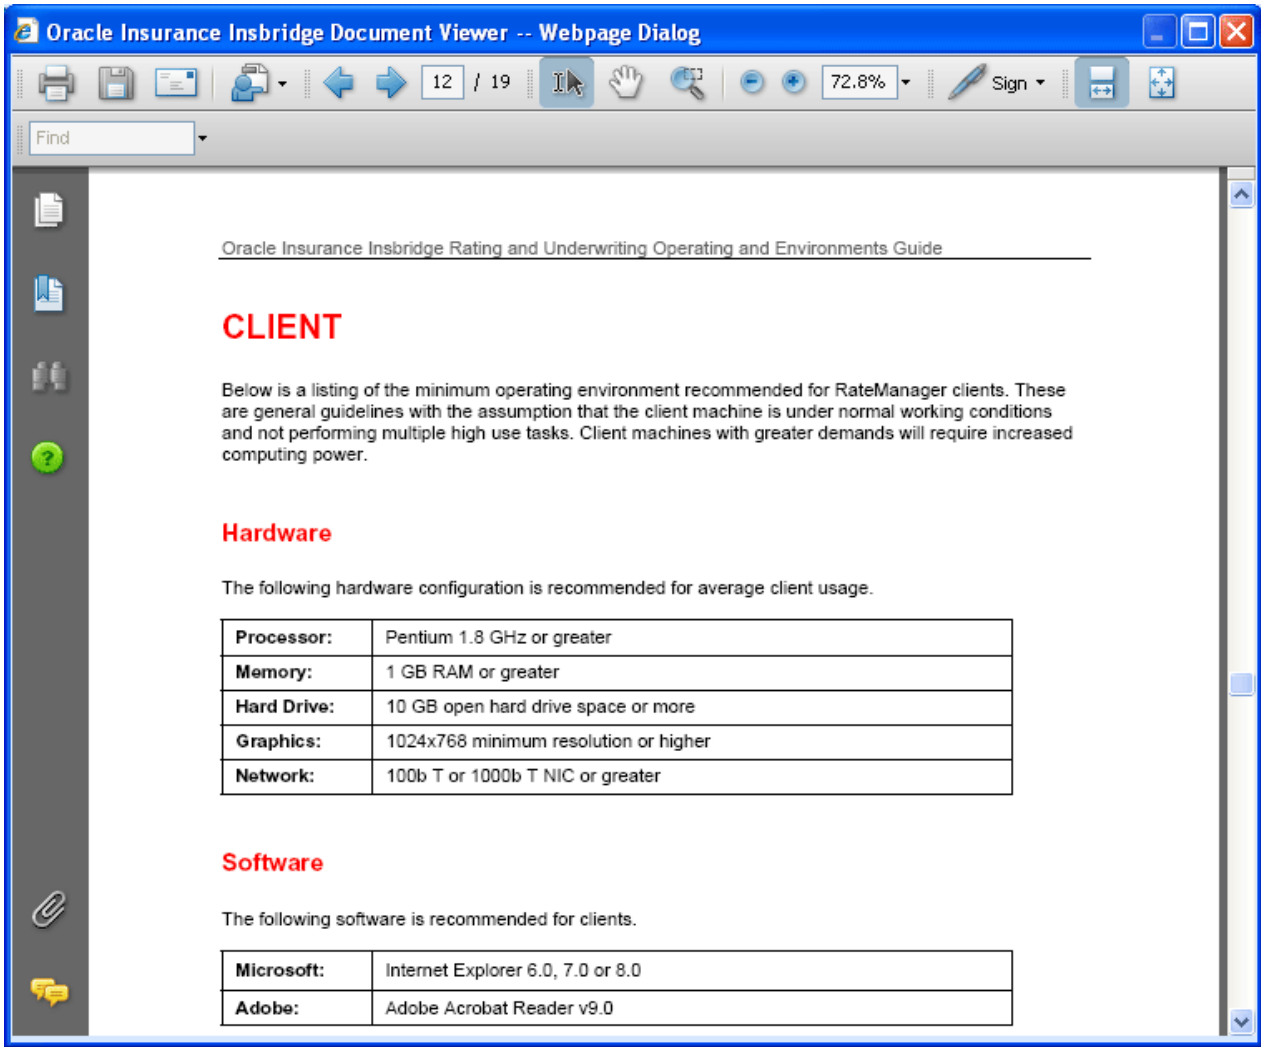 Oracle Insurance Insbridge Document Viewer -- Webpage Dialog
12 / 19 72.8% Sign
Find
Oracle Insurance Insbridge Rating and Underwriting Operating and Environments Guide
CLIENT
Below is a listing of the minimum operating environment recommended for RateManager clients. These
are general guidelines with the assumption that the client machine is under normal working conditions
and not performing multiple high use tasks. Client machines with greater demands will require increased
computing power.
Hardware
The following hardware configuration is recommended for average client usage.
Processor: Pentium 1.8 GHz or greater
Memory: 1 GB RAM or greater
Hard Drive: 10 GB open hard drive space or more
Graphics: 1024x768 minimum resolution or higher
Network: 100b T or 1000b T NIC or greater
Software
The following software is recommended for clients.
Microsoft: Internet Explorer 6.0, 7.0 or 8.0
Adobe: Adobe Acrobat Reader v9.0